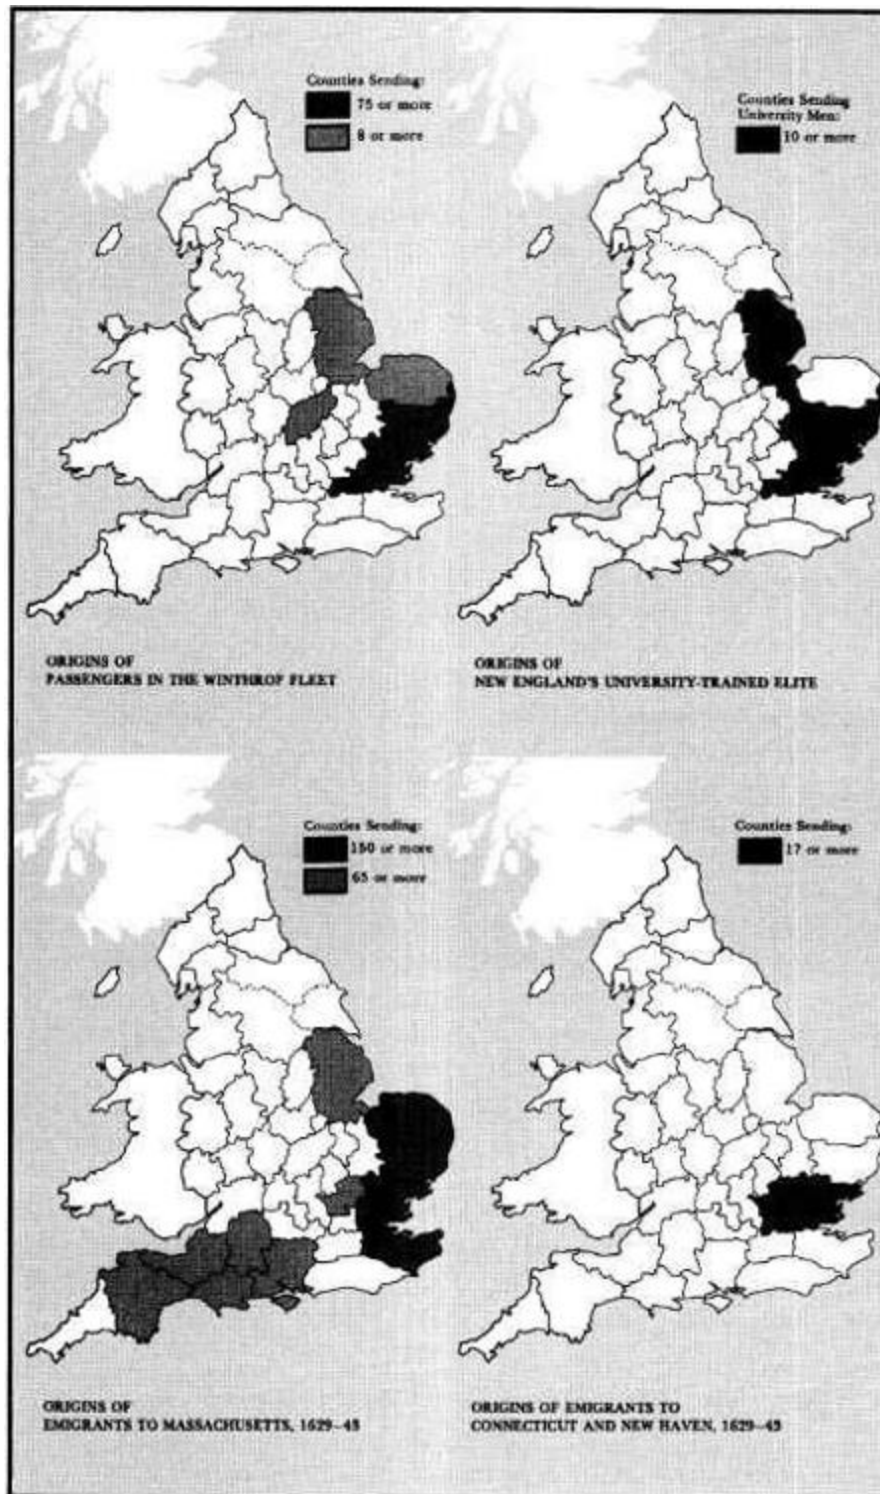 Counties Sending:
75 or more
8 or more
ORIGINS OF
PASSENGERS IN THE WINTHROP FLEET
Counties Sending
University Men:
10 or more
ORIGINS OF
NEW ENGLAND'S UNIVERSITY-TRAINED ELITE
Counties Sending:
150 or more
65 or more
ORIGINS OF
EMIGRANTS TO MASSACHUSETTS, 1629–45
Counties Sending:
17 or more
ORIGINS OF EMIGRANTS TO
CONNECTICUT AND NEW HAVEN, 1629–45